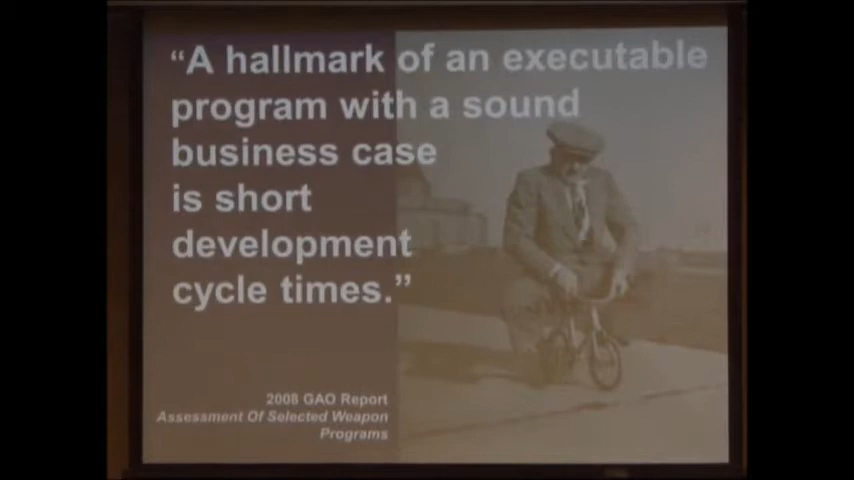 “A hallmark of an executable
program with a sound
business case
is short
development
cycle times.”
2008 GAO Report
Assessment Of Selected Weapon
Programs